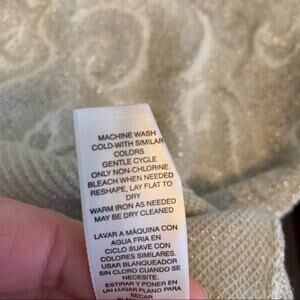 MACHINE WASH
COLD-WITH SIMILAR
COLORS
GENTLE CYCLE
ONLY NON-CHLORINE
BLEACH WHEN NEEDED
RESHAPE, LAY FLAT TO
DRY
WARM IRON AS NEEDED
MAY BE DRY CLEANED
LAVAR A MÁQUINA CON
AGUA FRIA EN
CICLO SUAVE CON
COLORES SIMILARES.
USAR BLANQUEADOR
SIN CLORO CUANDO SE
NECESITE.
ESTIRAR Y PONER EN
UN LUGAR PLANO PARA
SECAR